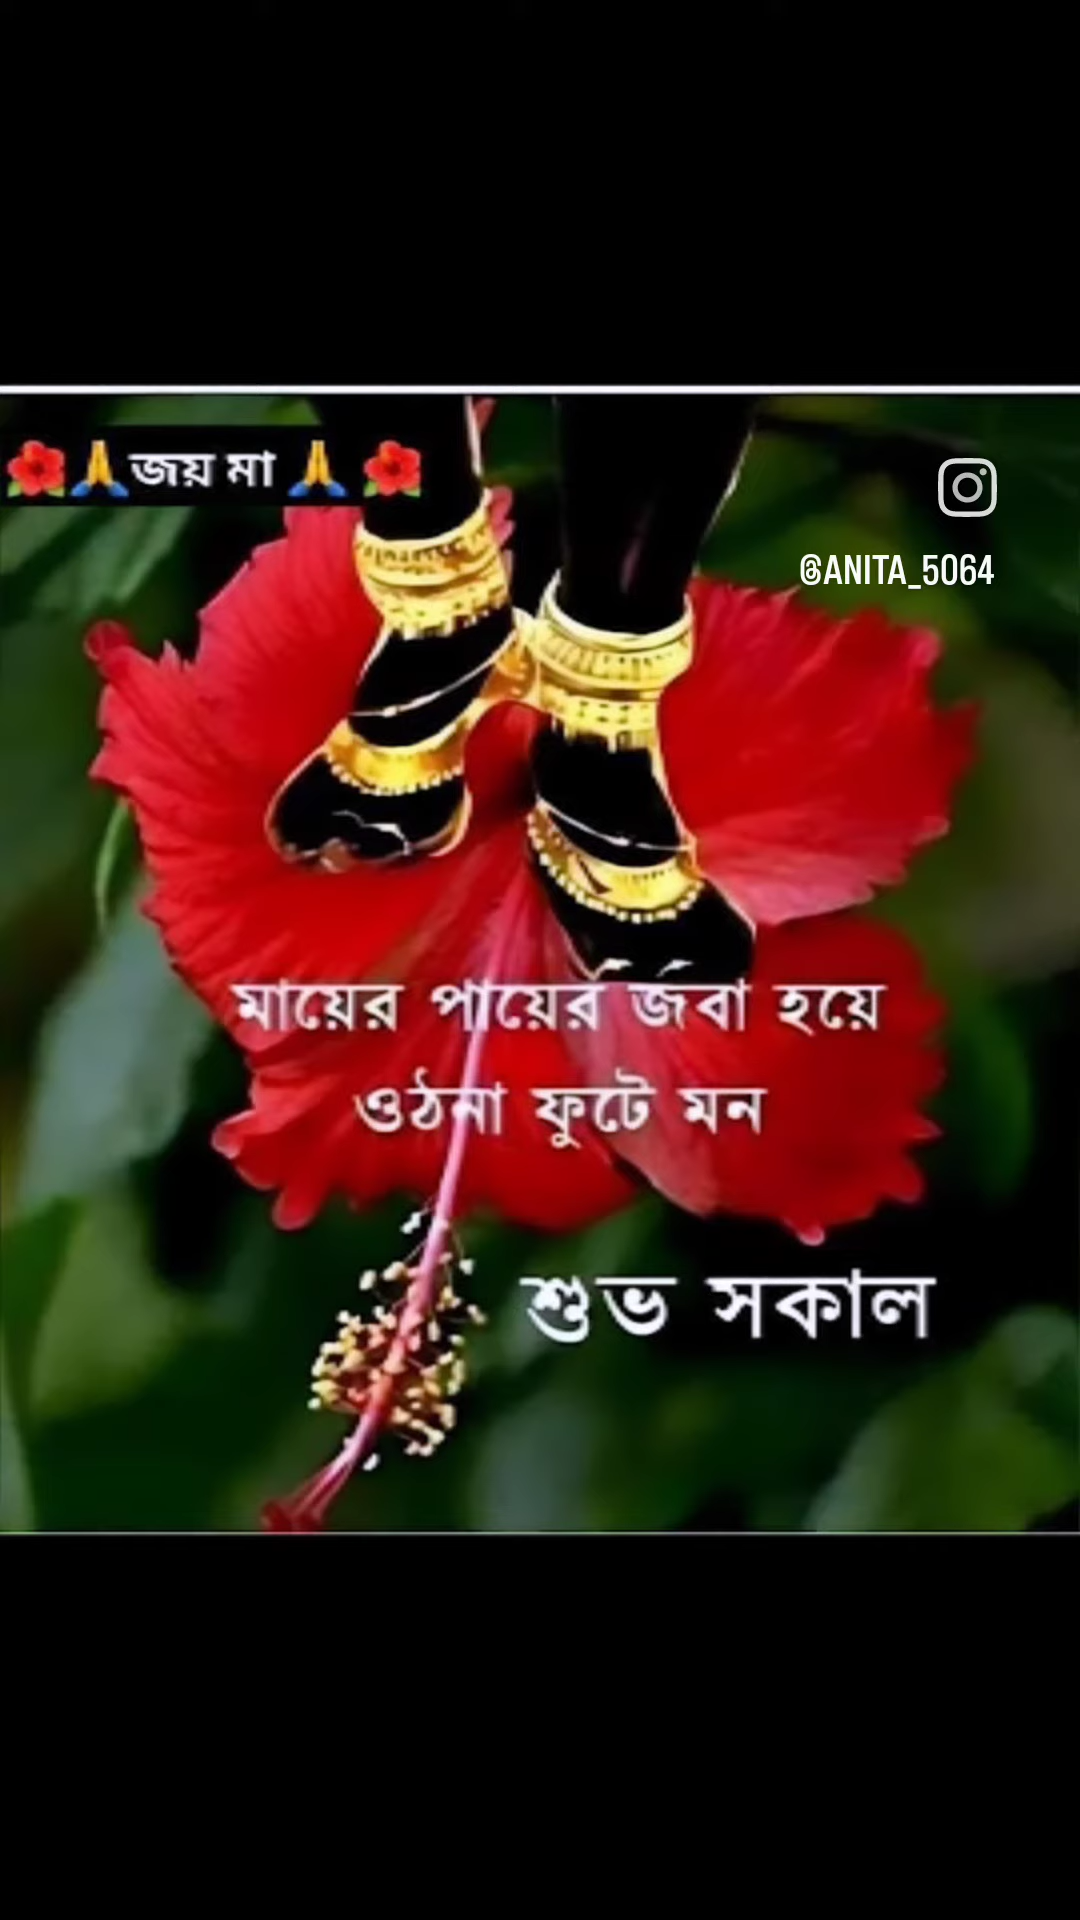 🌺🙏জয় মা🙏🌺
@ANITA_5064
মায়ের পায়ের জবা হয়ে
ওঠনা ফুটে মন
শুভ সকাল